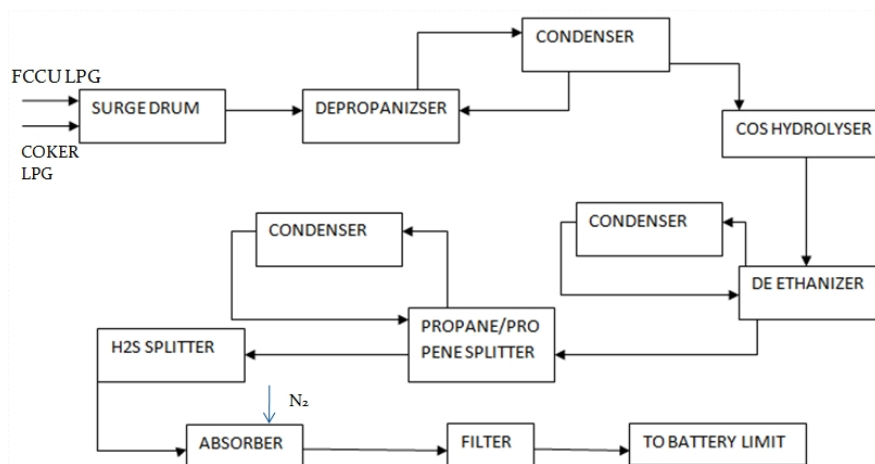 CONDENSER
FCCU LPG
SURGE DRUM
DEPROPANIZSER
COS HYDROLYSER
COKER
LPG
CONDENSER
CONDENSER
DE ETHANIZER
PROPANE/PRO
PENE SPLITTER
H2S SPLITTER
N₂
ABSORBER
FILTER
TO BATTERY LIMIT